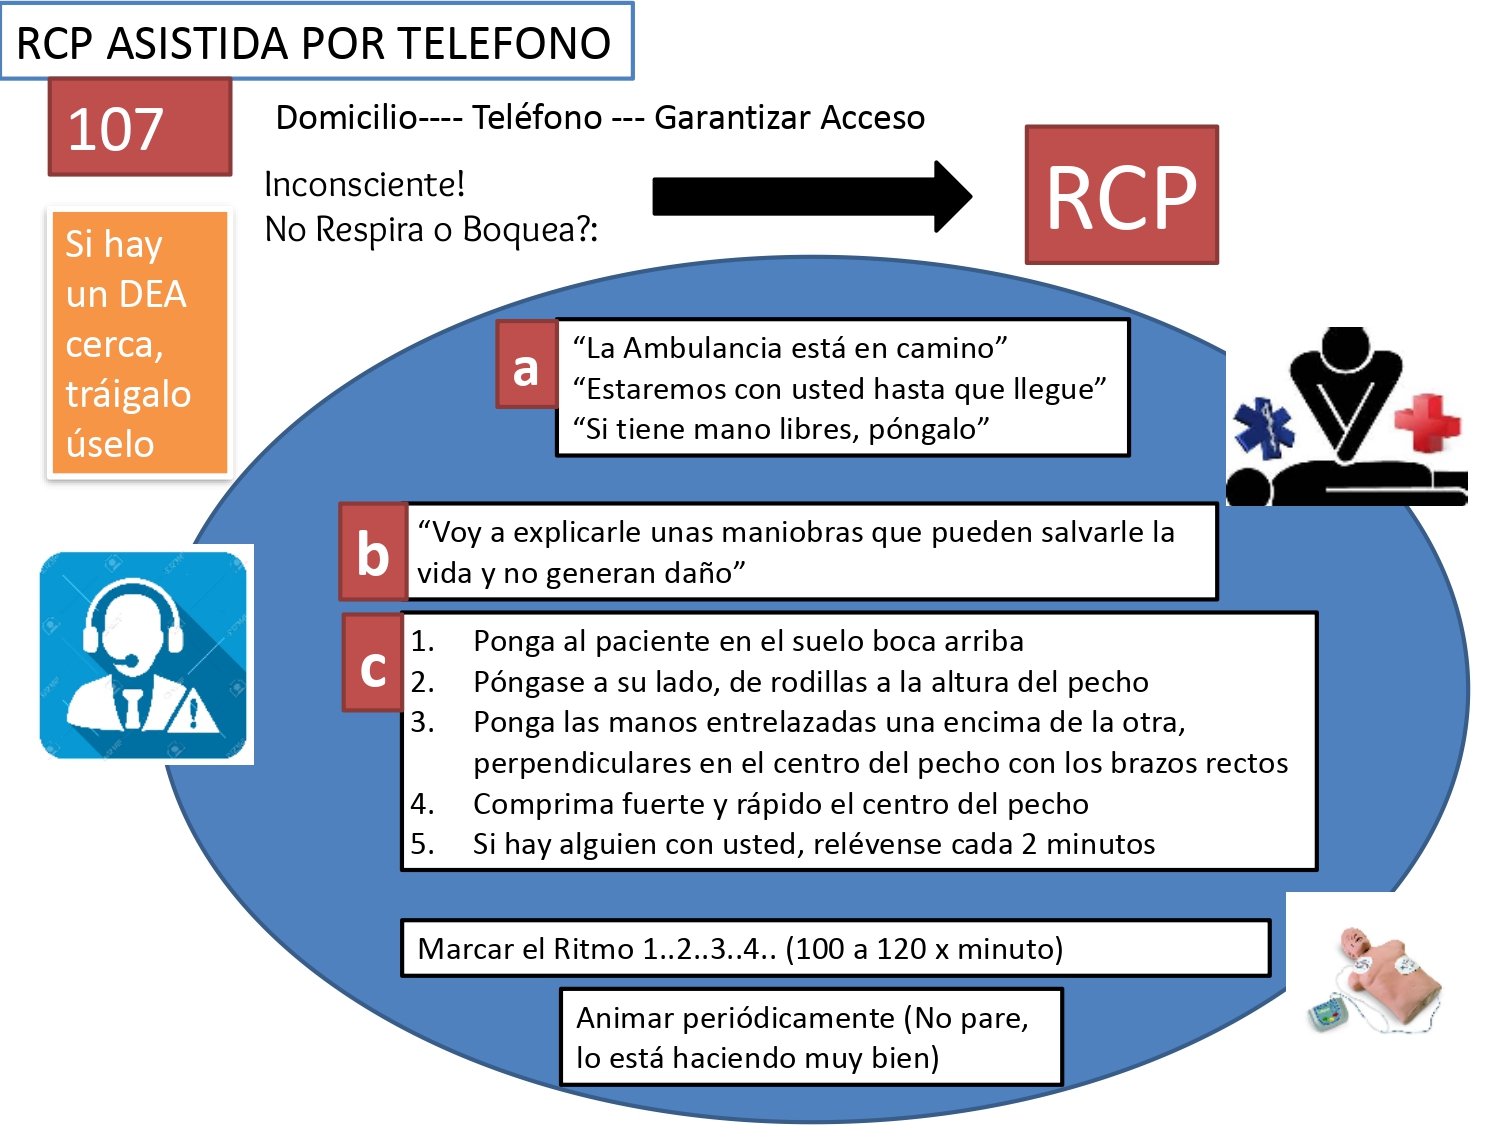 RCP ASISTIDA POR TELEFONO
107
Domicilio---- Teléfono --- Garantizar Acceso
Inconsciente!
No Respira o Boquea?:
RCP
Si hay
un DEA
cerca,
tráigalo
úselo
a
“La Ambulancia está en camino”
“Estaremos con usted hasta que llegue”
“Si tiene mano libres, póngalo”
b
“Voy a explicarle unas maniobras que pueden salvarle la
vida y no generan daño”
c
1. Ponga al paciente en el suelo boca arriba
2. Póngase a su lado, de rodillas a la altura del pecho
3. Ponga las manos entrelazadas una encima de la otra,
perpendiculares en el centro del pecho con los brazos rectos
4. Comprima fuerte y rápido el centro del pecho
5. Si hay alguien con usted, relévense cada 2 minutos
Marcar el Ritmo 1..2..3..4.. (100 a 120 x minuto)
Animar periódicamente (No pare,
lo está haciendo muy bien)